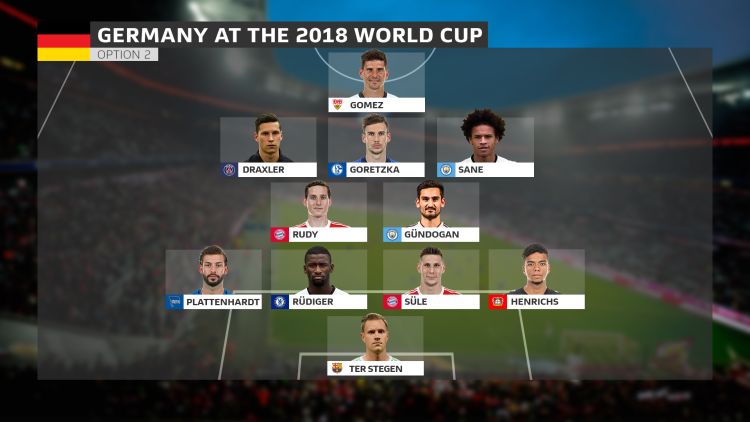 GERMANY AT THE 2018 WORLD CUP
OPTION 2
GOMEZ
DRAXLER
GORETZKA
SANE
RUDY
GÜNDOGAN
PLATTENHARDT
RÜDIGER
SÜLE
HENRICHS
TER STEGEN